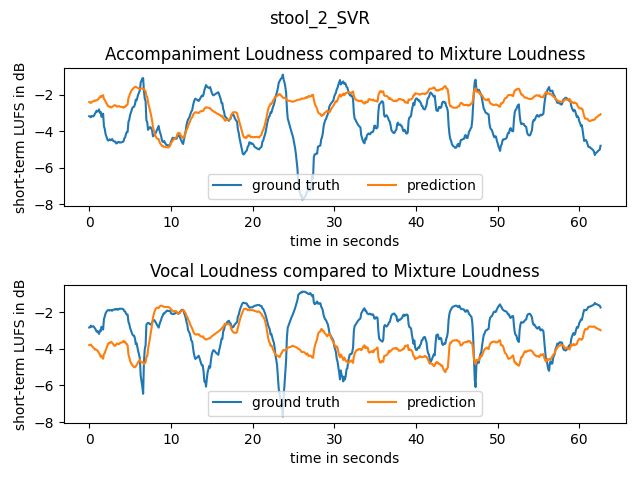 stool_2_SVR
Accompaniment Loudness compared to Mixture Loudness
short-term LUFS in dB
−2
−4
−6
−8
ground truth
prediction
0
10
20
30
40
50
60
time in seconds
Vocal Loudness compared to Mixture Loudness
short-term LUFS in dB
−2
−4
−6
−8
ground truth
prediction
0
10
20
30
40
50
60
time in seconds